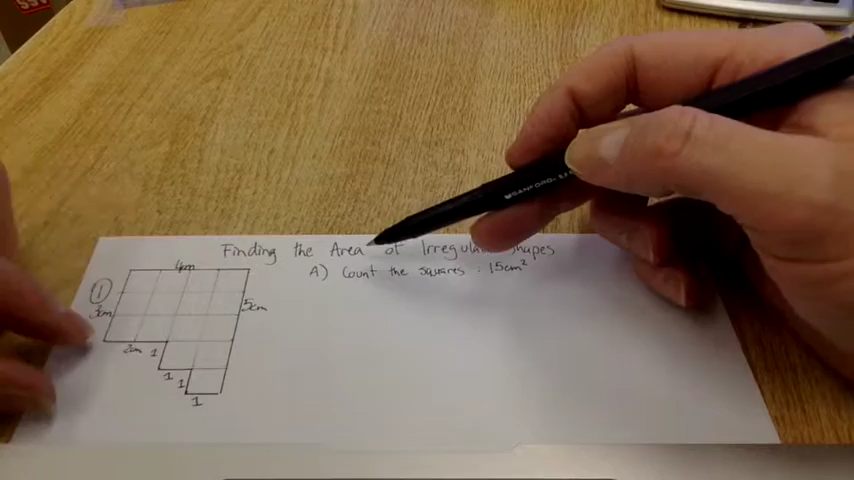 Finding the Area of Irregular Shapes
A) Count the squares : 15cm²
①
4cm
3cm
5cm
2cm
1
1
1
1
SANFORD